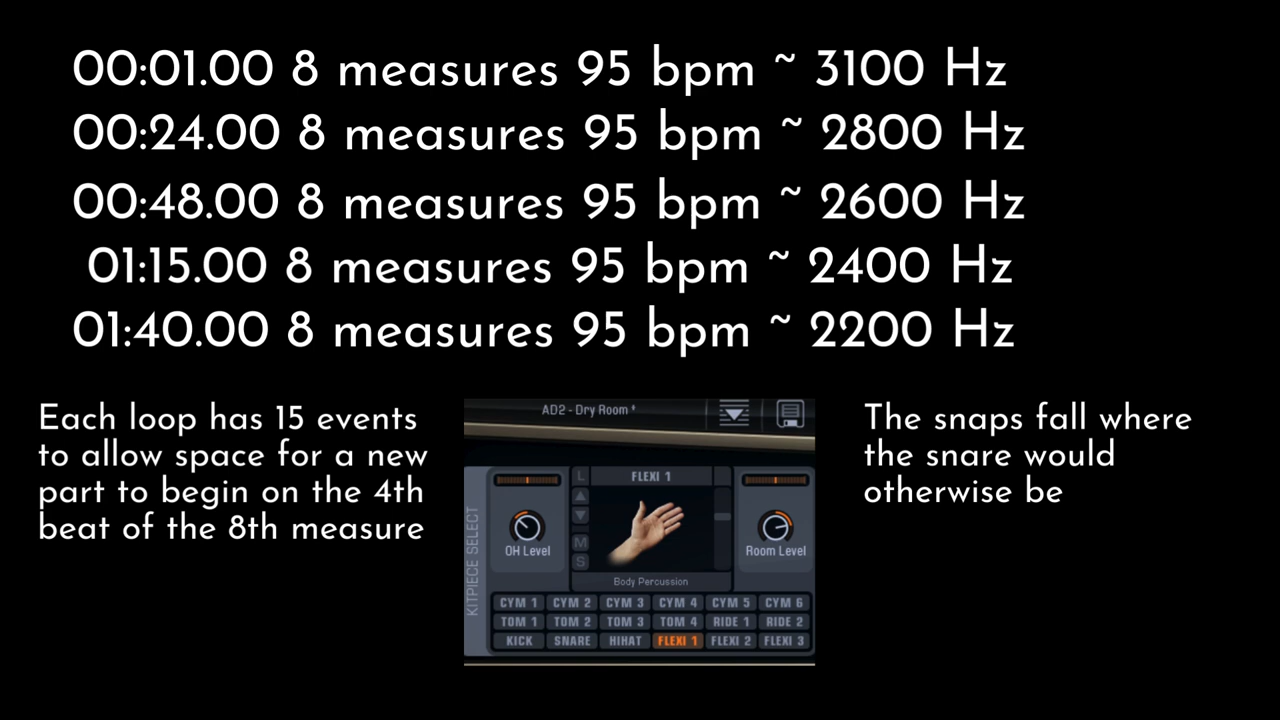 00:01.00 8 measures 95 bpm ~ 3100 Hz
00:24.00 8 measures 95 bpm ~ 2800 Hz
00:48.00 8 measures 95 bpm ~ 2600 Hz
01:15.00 8 measures 95 bpm ~ 2400 Hz
01:40.00 8 measures 95 bpm ~ 2200 Hz
Each loop has 15 events
to allow space for a new
part to begin on the 4th
beat of the 8th measure
AD2 - Dry Room *
KITPIECE SELECT
L
FLEXI 1
M
S
OH Level
Room Level
Body Percussion
CYM 1 CYM 2 CYM 3 CYM 4 CYM 5 CYM 6
TOM 1 TOM 2 TOM 3 TOM 4 RIDE 1 RIDE 2
KICK SNARE HIHAT FLEXI 1 FLEXI 2 FLEXI 3
The snaps fall where
the snare would
otherwise be